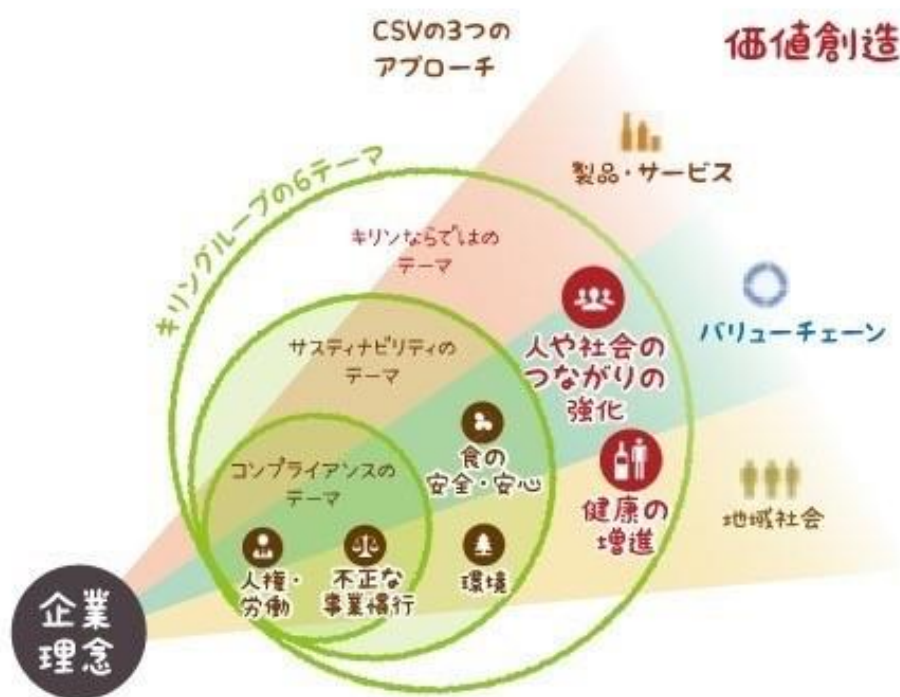 CSVの3つの
アプローチ
価値創造
製品・サービス
キリングループの6テーマ
キリンならではの
テーマ
バリューチェーン
人や社会の
つながりの
強化
サスティナビリティの
テーマ
食の
安全・安心
コンプライアンスの
テーマ
健康の
増進
地域社会
人権・
労働
不正な
事業慣行
環境
企業
理念